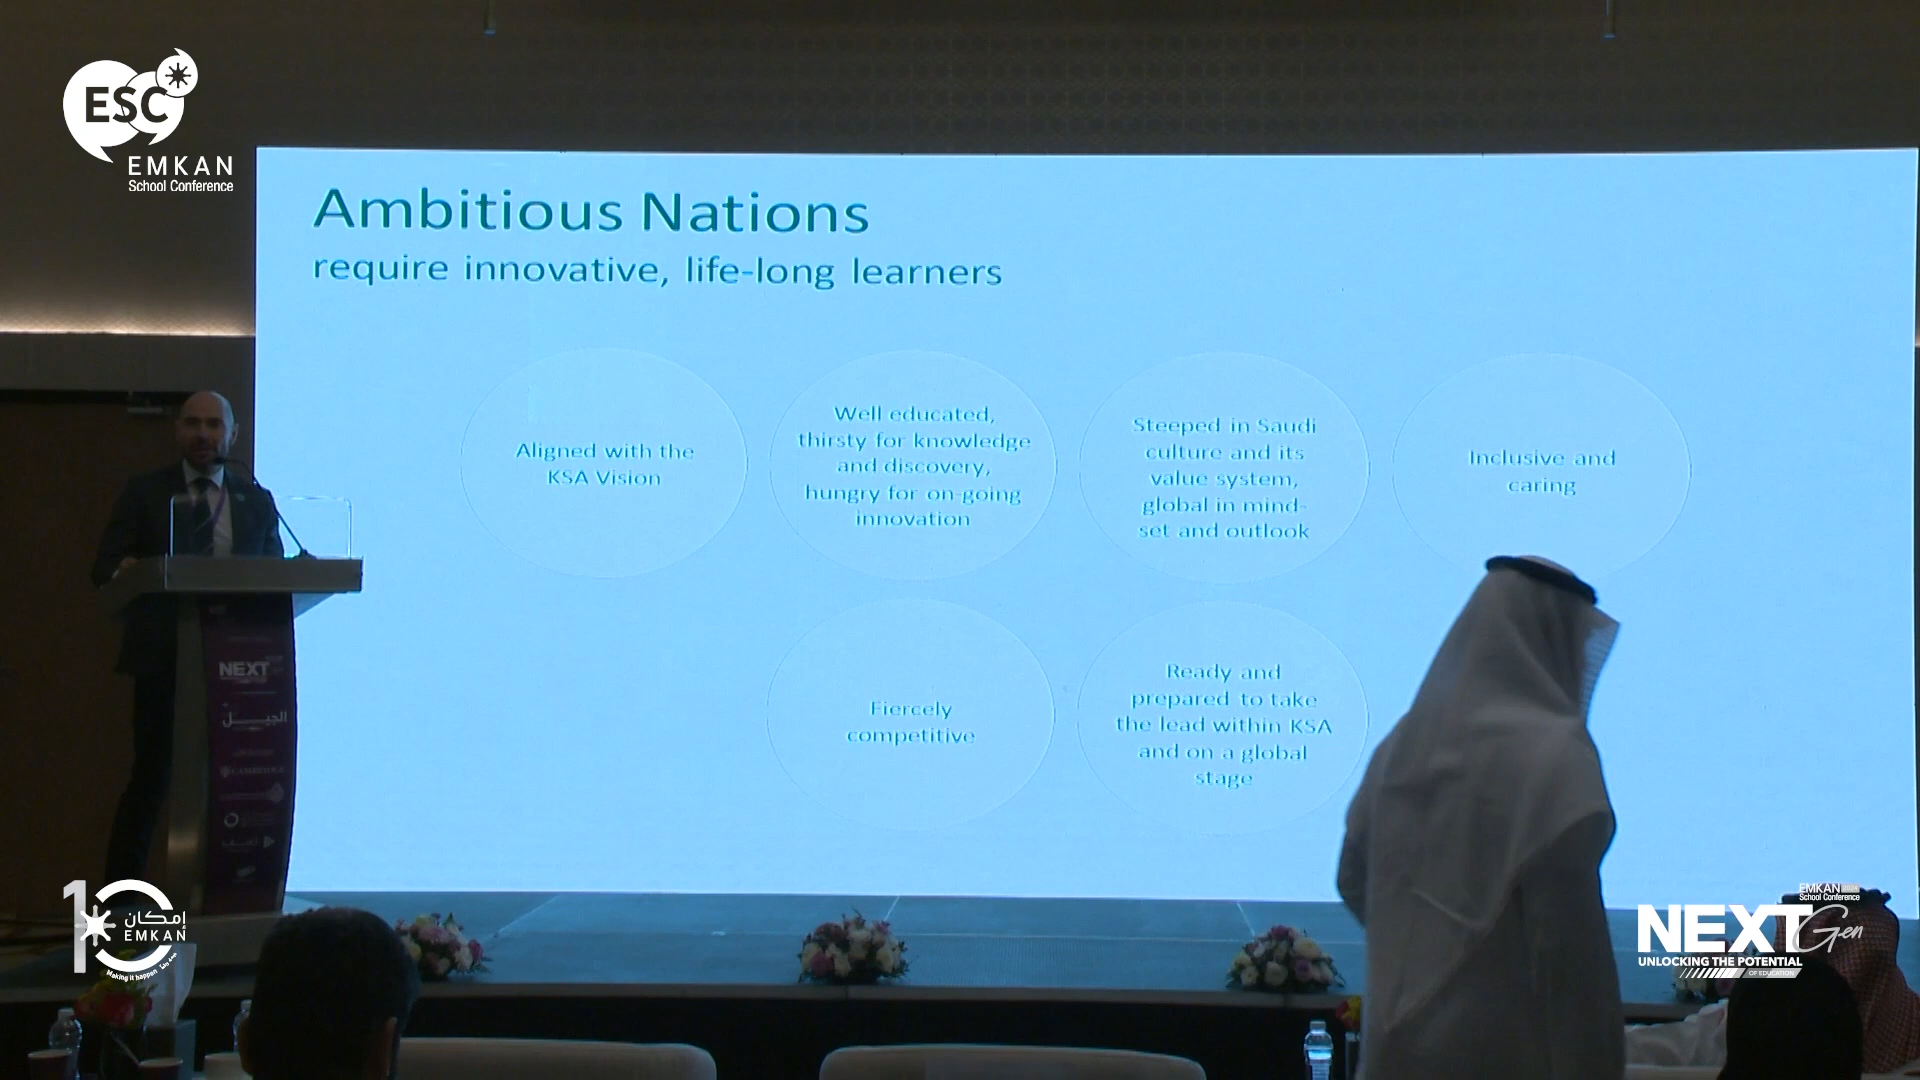 ESC
EMKAN
School Conference
Ambitious Nations
require innovative, life-long learners
Aligned with the
KSA Vision
Well educated,
thirsty for knowledge
and discovery,
hungry for on-going
innovation
Steeped in Saudi
culture and its
value system,
global in mind-
set and outlook
Inclusive and
caring
Fiercely
competitive
Ready and
prepared to take
the lead within KSA
and on a global
stage
NEXT
الجيل
CAMBRIDGE
10
إمكان
EMKAN
Making it happen
EMKAN
School Conference
NEXT Gen
UNLOCKING THE POTENTIAL
OF EDUCATION